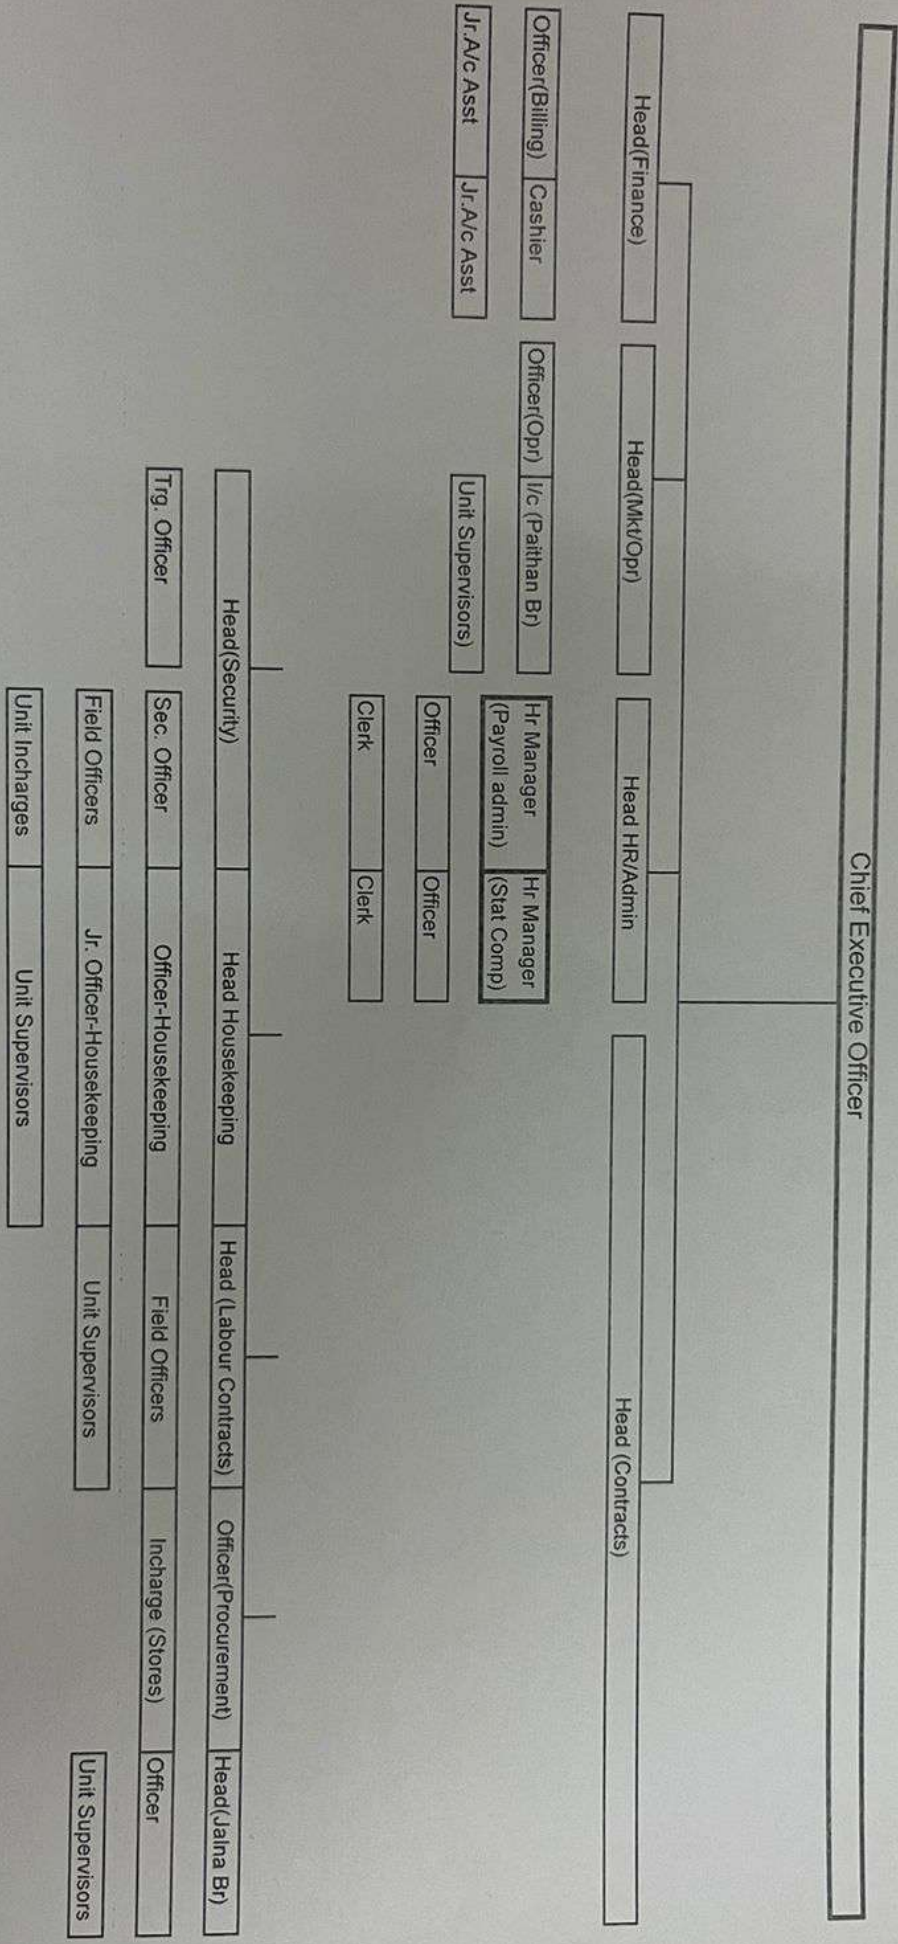 Chief Executive Officer
Head(Finance)
Head(Mkt/Opr)
Head HR/Admin
Head (Contracts)
Officer(Billing)
Cashier
Officer(Opr)
I/c (Paithan Br)
Hr Manager
(Payroll admin)
Hr Manager
(Stat Comp)
Jr.A/c Asst
Jr.A/c Asst
Unit Supervisors)
Officer
Officer
Clerk
Clerk
Head(Security)
Head Housekeeping
Head (Labour Contracts)
Officer(Procurement)
Head(Jalna Br)
Trg. Officer
Sec. Officer
Officer-Housekeeping
Field Officers
Incharge (Stores)
Officer
Field Officers
Jr. Officer-Housekeeping
Unit Supervisors
Unit Supervisors
Unit Incharges
Unit Supervisors